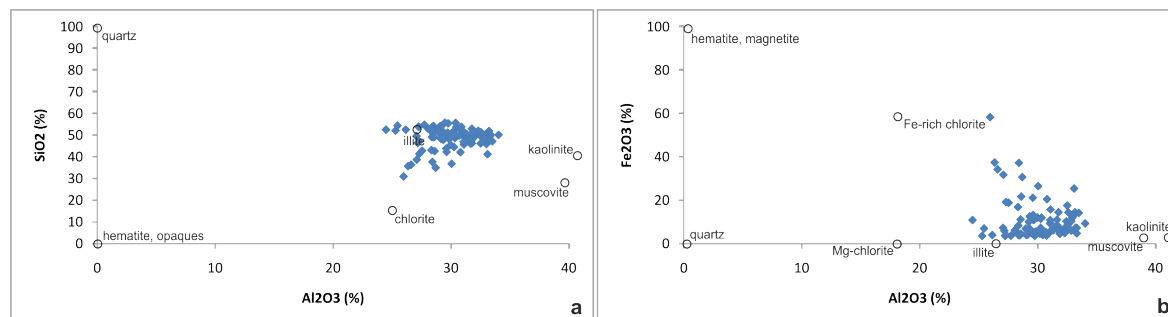 100
90
80
70
60
50
40
30
20
10
0
SiO2 (%)
quartz
illite
kaolinite
muscovite
chlorite
hematite, opaques
0 10 20 30 40
Al2O3 (%)
a
100
80
60
40
20
0
Fe2O3 (%)
hematite, magnetite
Fe-rich chlorite
quartz
Mg-chlorite
illite
kaolinite
muscovite
0 10 20 30 40
Al2O3 (%)
b